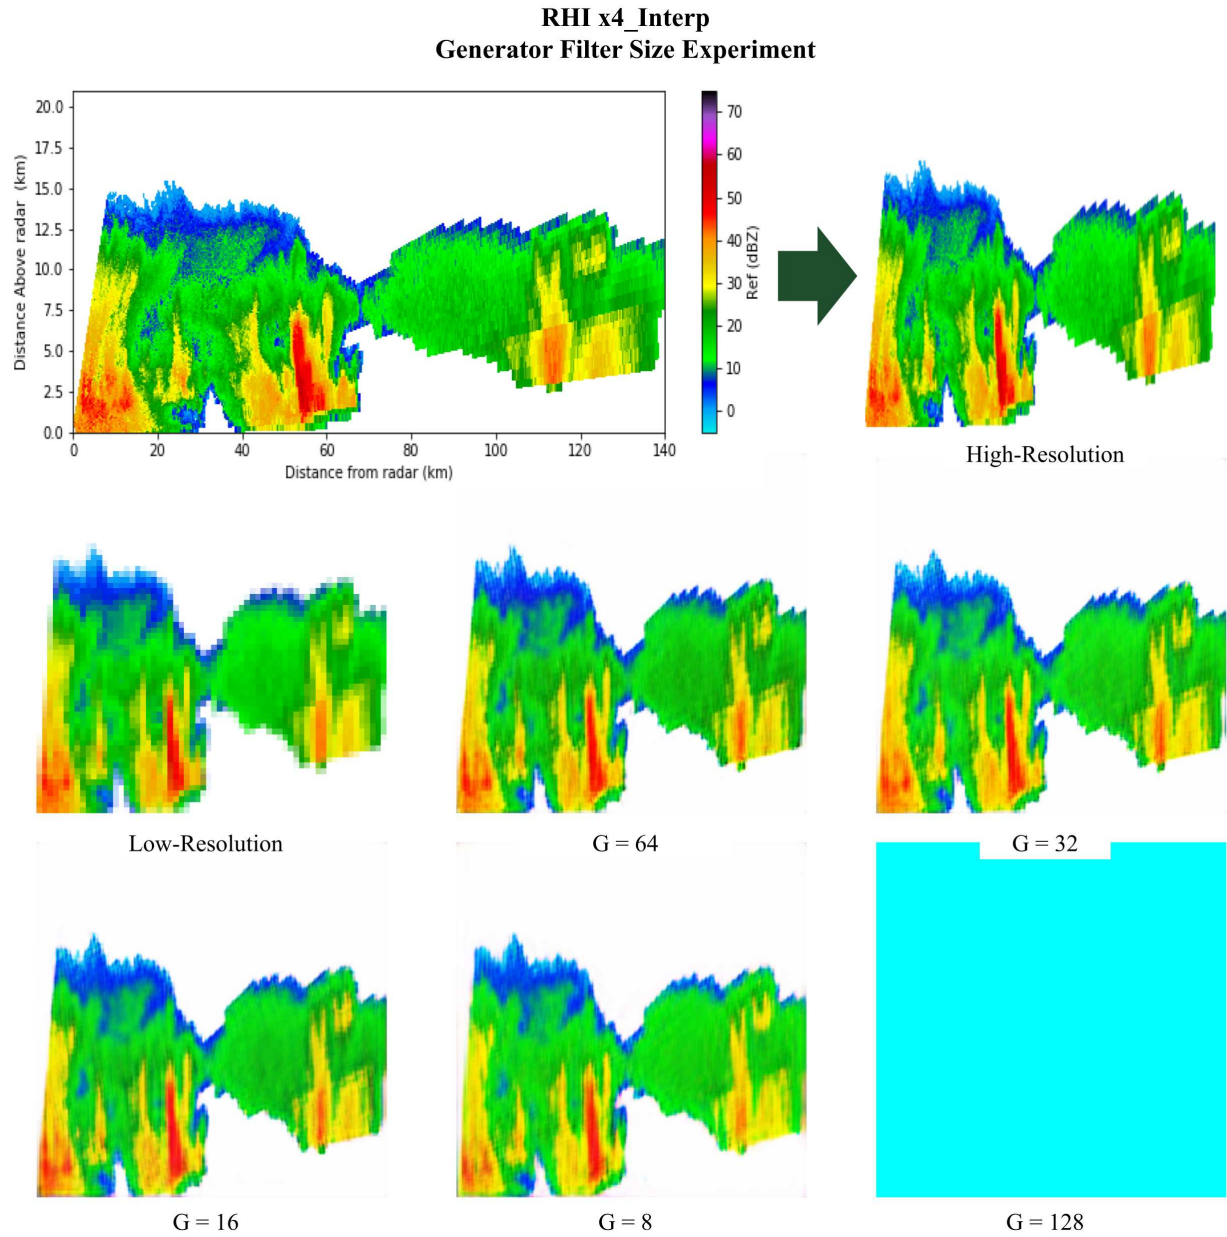 RHI x4_Interp
Generator Filter Size Experiment
20.0
17.5
15.0
12.5
10.0
7.5
5.0
2.5
0.0
Distance Above radar (km)
0 20 40 60 80 100 120 140
Distance from radar (km)
70
60
50
40
30
20
10
0
Ref (dBZ)
High-Resolution
Low-Resolution
G = 64
G = 32
G = 16
G = 8
G = 128